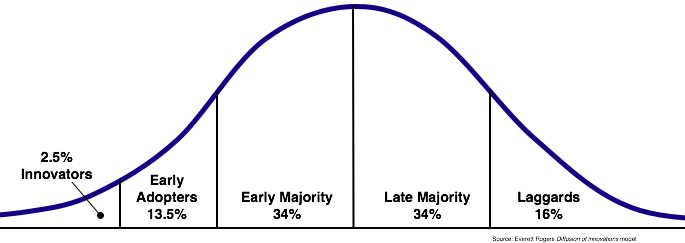 2.5%
Innovators
Early
Adopters
13.5%
Early Majority
34%
Late Majority
34%
Laggards
16%
Source: Everett Rogers Diffusion of innovations model